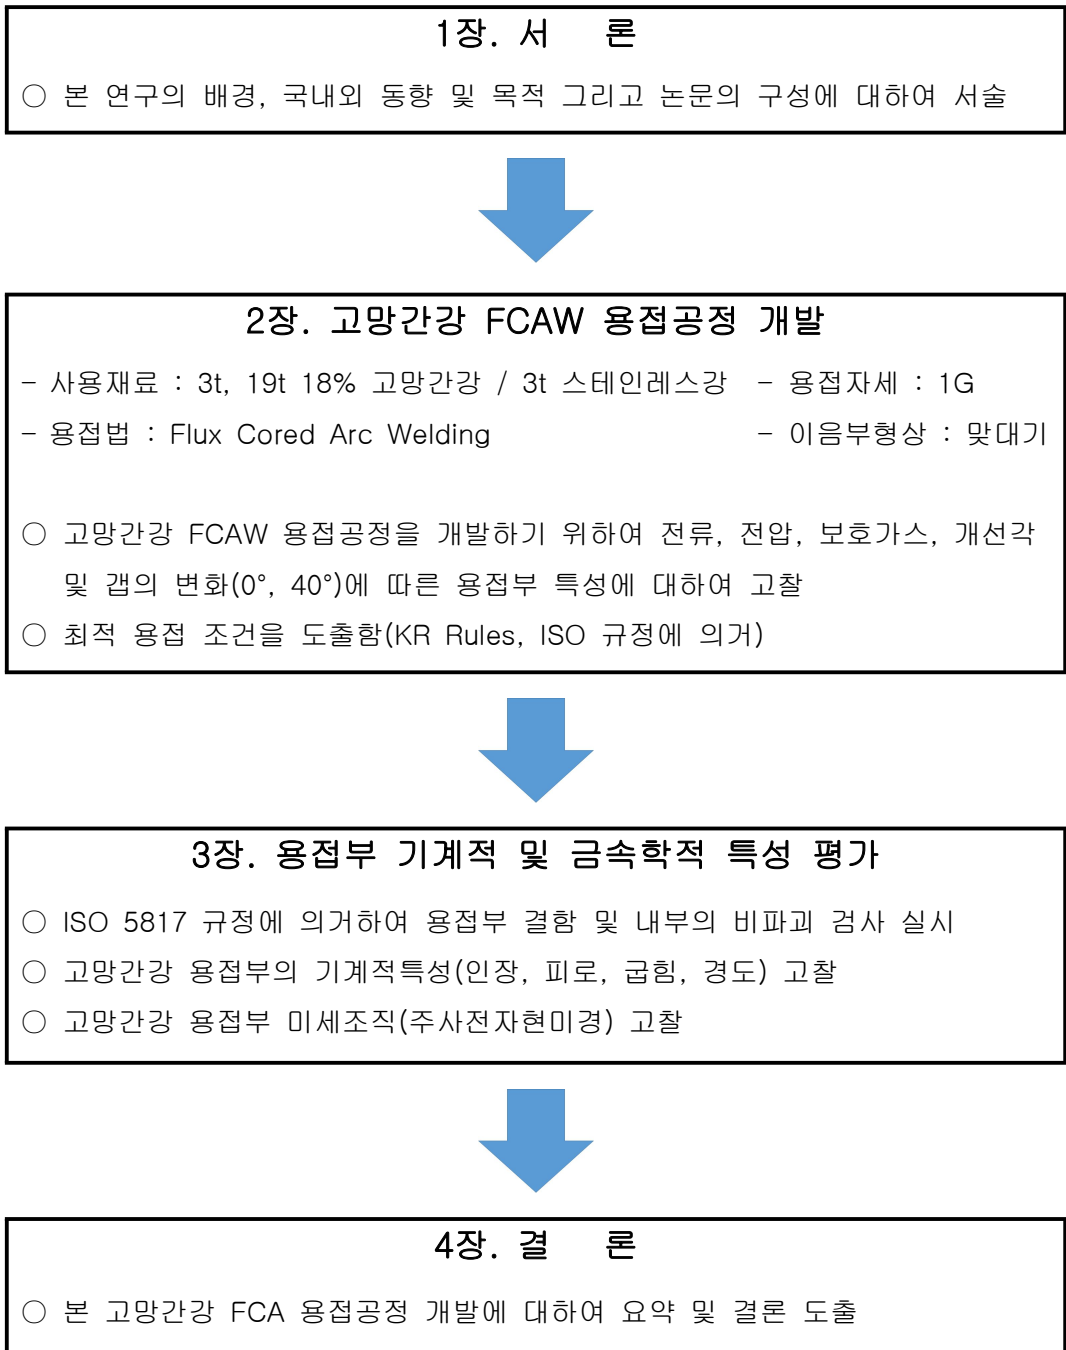 1장. 서 론
○ 본 연구의 배경, 국내외 동향 및 목적 그리고 논문의 구성에 대하여 서술
2장. 고망간강 FCAW 용접공정 개발
- 사용재료 : 3t, 19t 18% 고망간강 / 3t 스테인레스강 - 용접자세 : 1G
- 용접법 : Flux Cored Arc Welding - 이음부형상 : 맞대기
○ 고망간강 FCAW 용접공정을 개발하기 위하여 전류, 전압, 보호가스, 개선각
및 갭의 변화(0°, 40°)에 따른 용접부 특성에 대하여 고찰
○ 최적 용접 조건을 도출함(KR Rules, ISO 규정에 의거)
3장. 용접부 기계적 및 금속학적 특성 평가
○ ISO 5817 규정에 의거하여 용접부 결함 및 내부의 비파괴 검사 실시
○ 고망간강 용접부의 기계적특성(인장, 피로, 굽힘, 경도) 고찰
○ 고망간강 용접부 미세조직(주사전자현미경) 고찰
4장. 결 론
○ 본 고망간강 FCA 용접공정 개발에 대하여 요약 및 결론 도출